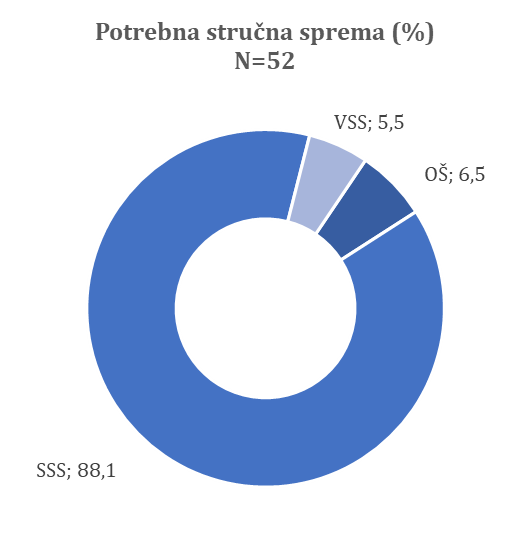 Potrebna stručna sprema (%)
N=52
VSS; 5,5
OŠ; 6,5
SSS; 88,1